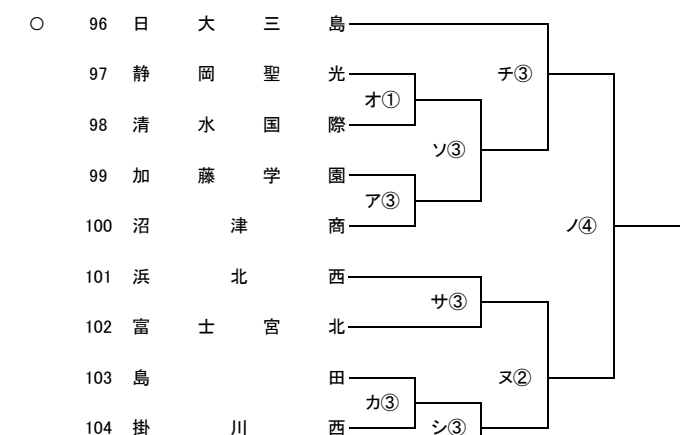 ○ 96 日大三島
チ③
97 静岡聖光
オ①
98 清水国際
ソ③
99 加藤学園
ア③
100 沼津商
ノ④
101 浜北西
サ③
102 富士宮北
103 島田
ヌ②
カ③
104 掛川西
シ③